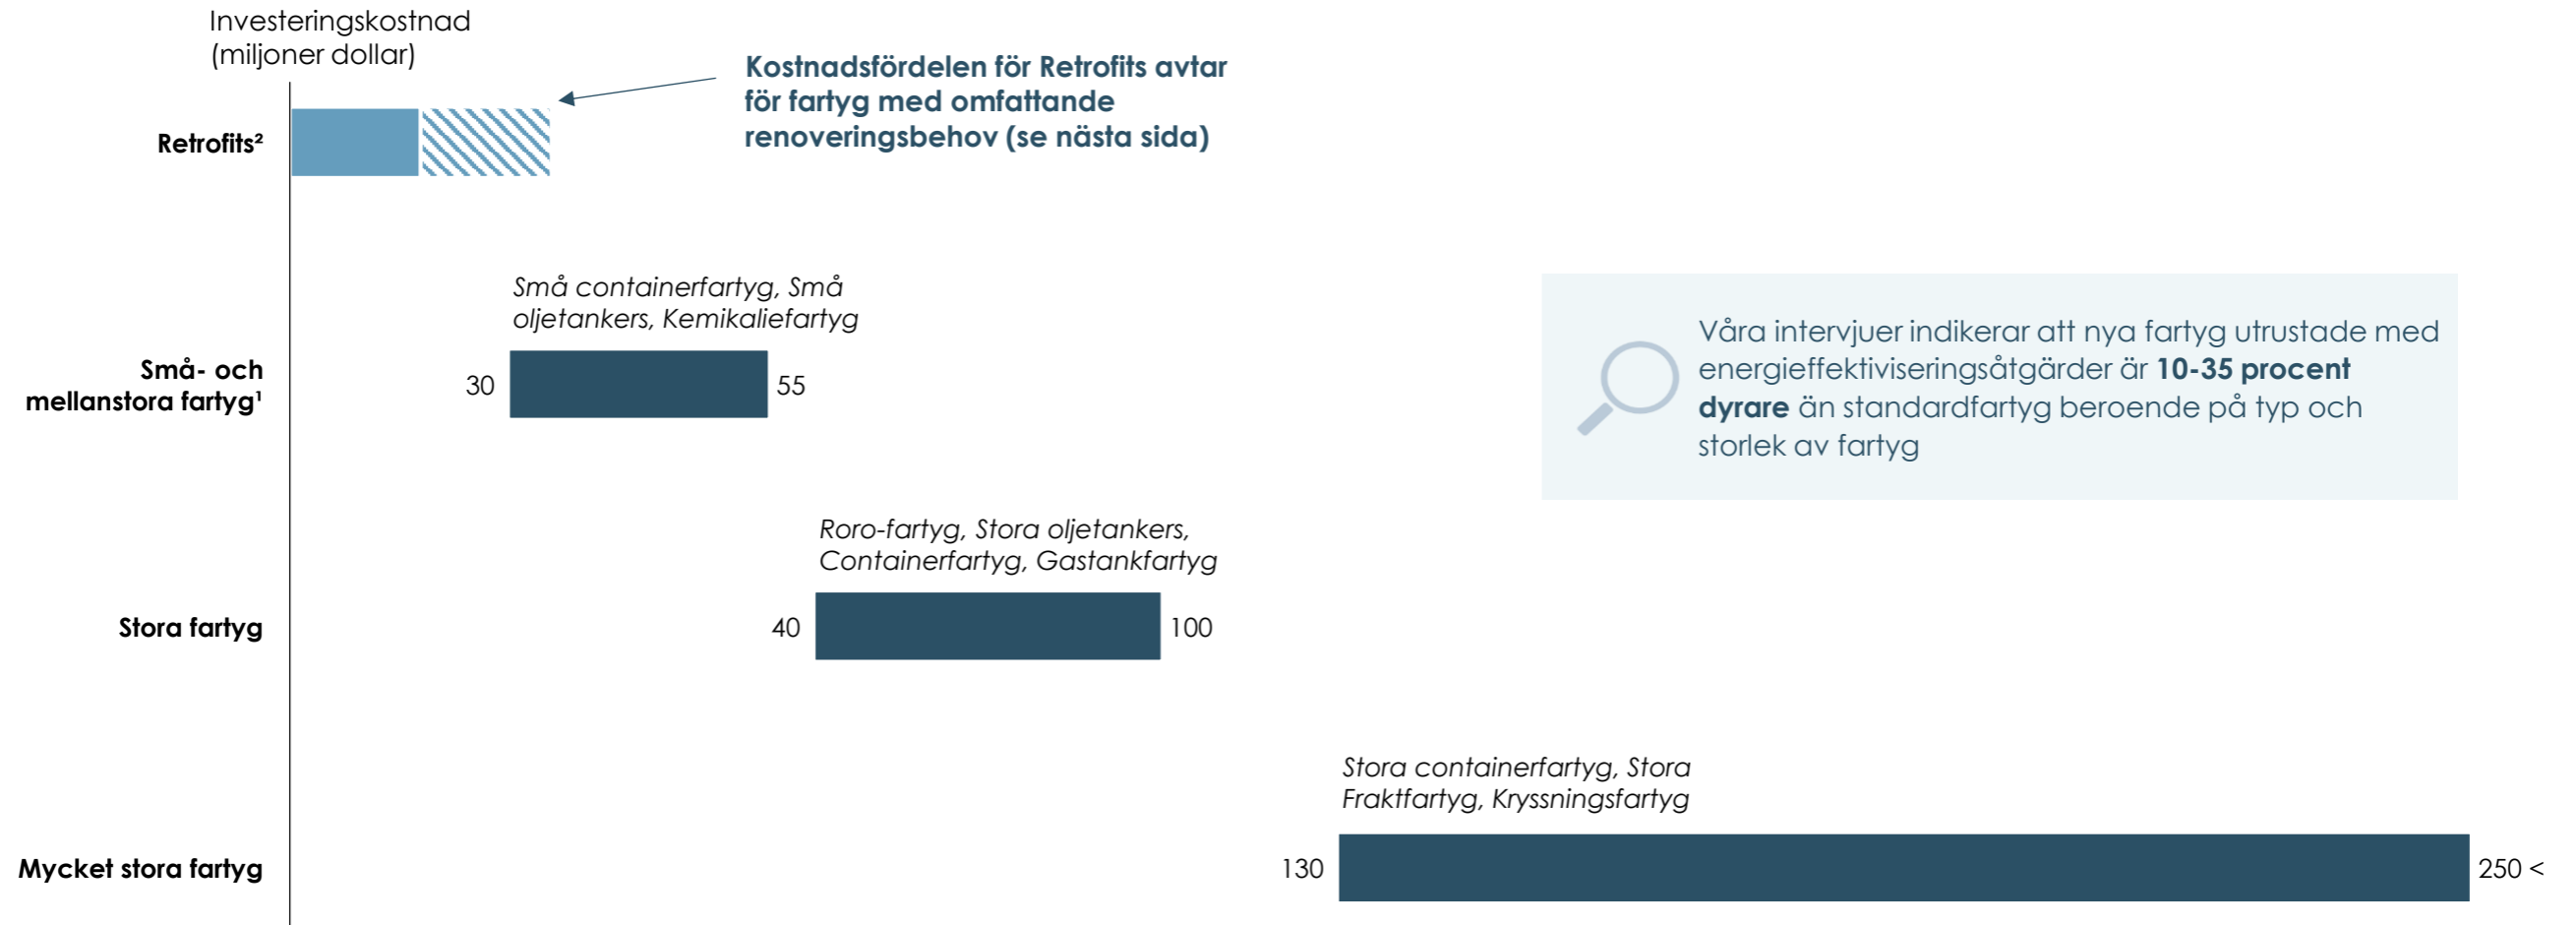 Investeringskostnad
(miljoner dollar)
Kostnadsfördelen för Retrofits avtar
för fartyg med omfattande
renoveringsbehov (se nästa sida)
Retrofits²
Små containerfartyg, Små
oljetankers, Kemikaliefartyg
Små- och
mellanstora fartyg¹
30
55
Våra intervjuer indikerar att nya fartyg utrustade med
energieffektiviseringsåtgärder är 10-35 procent
dyrare än standardfartyg beroende på typ och
storlek av fartyg
Roro-fartyg, Stora oljetankers,
Containerfartyg, Gastankfartyg
Stora fartyg
40
100
Stora containerfartyg, Stora
Fraktfartyg, Kryssningsfartyg
Mycket stora fartyg
130
250 <